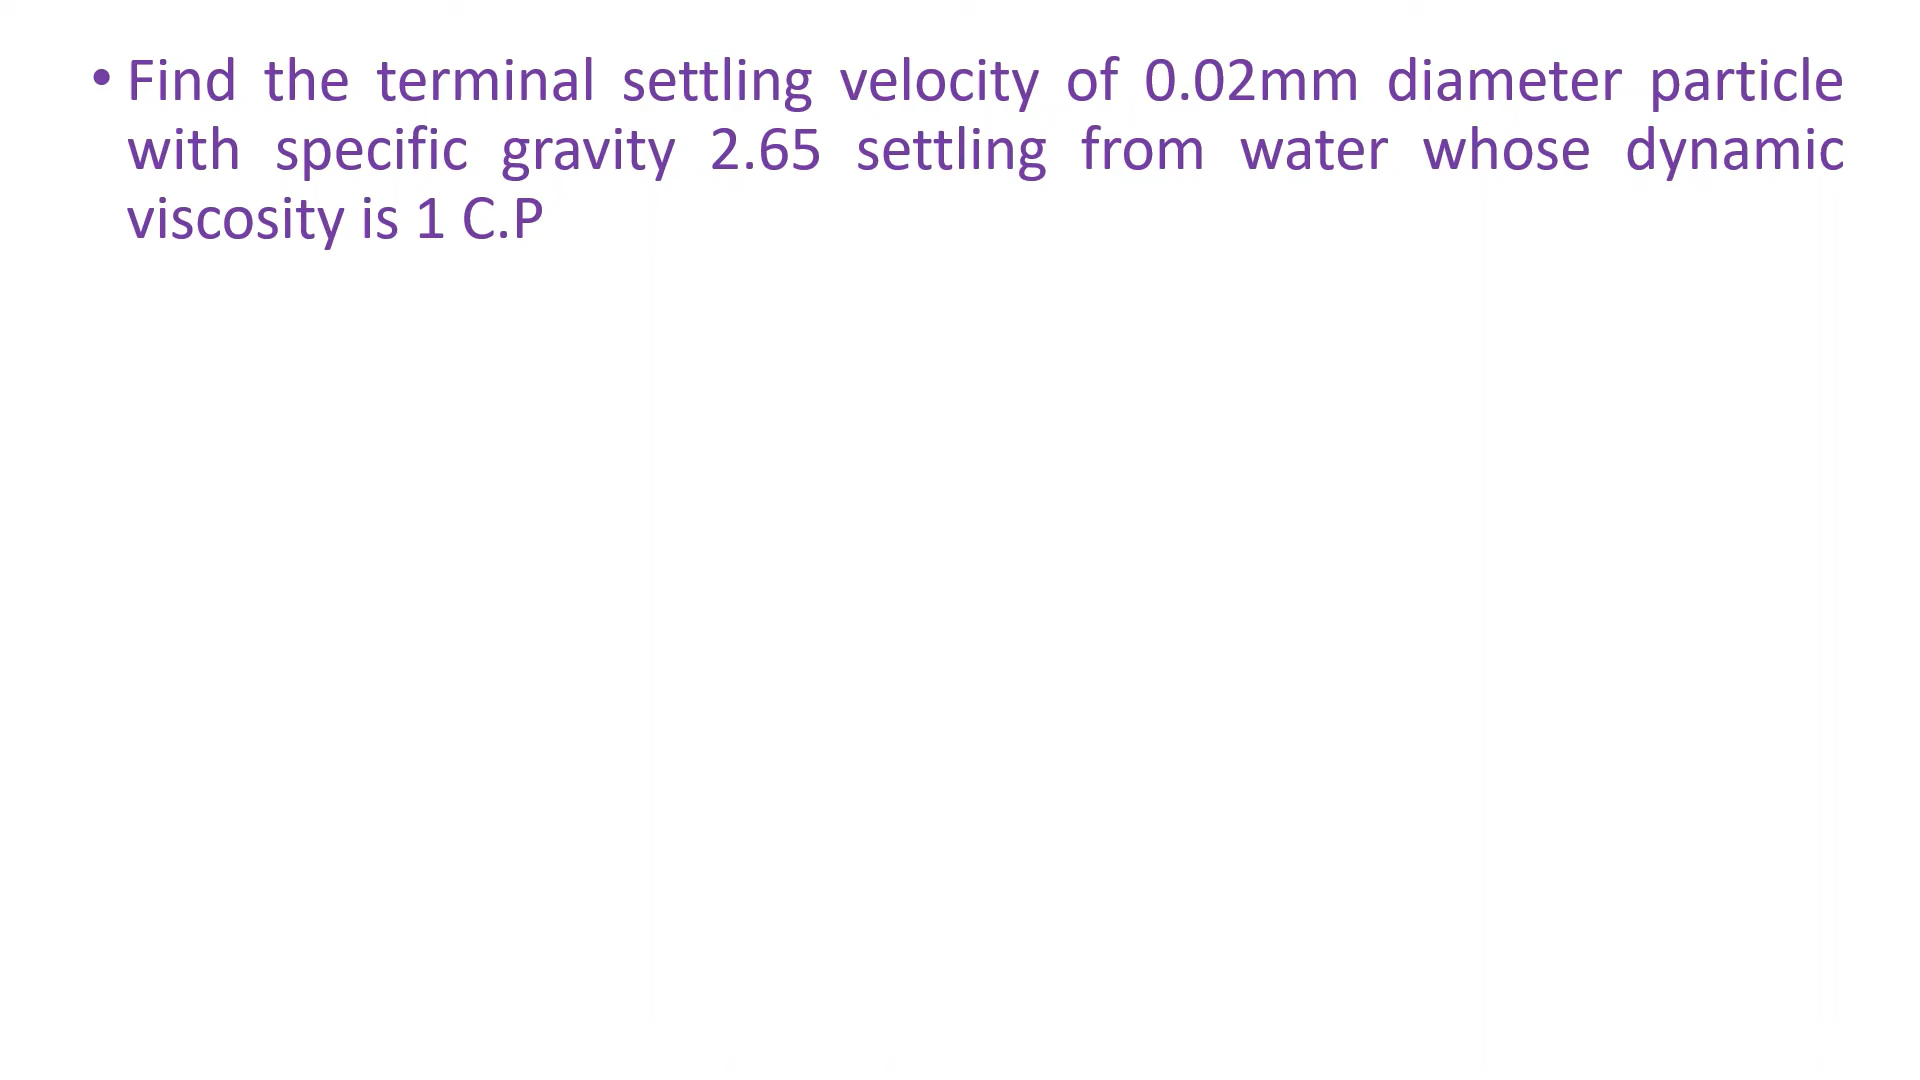 • Find the terminal settling velocity of 0.02mm diameter particle
with specific gravity 2.65 settling from water whose dynamic
viscosity is 1 C.P